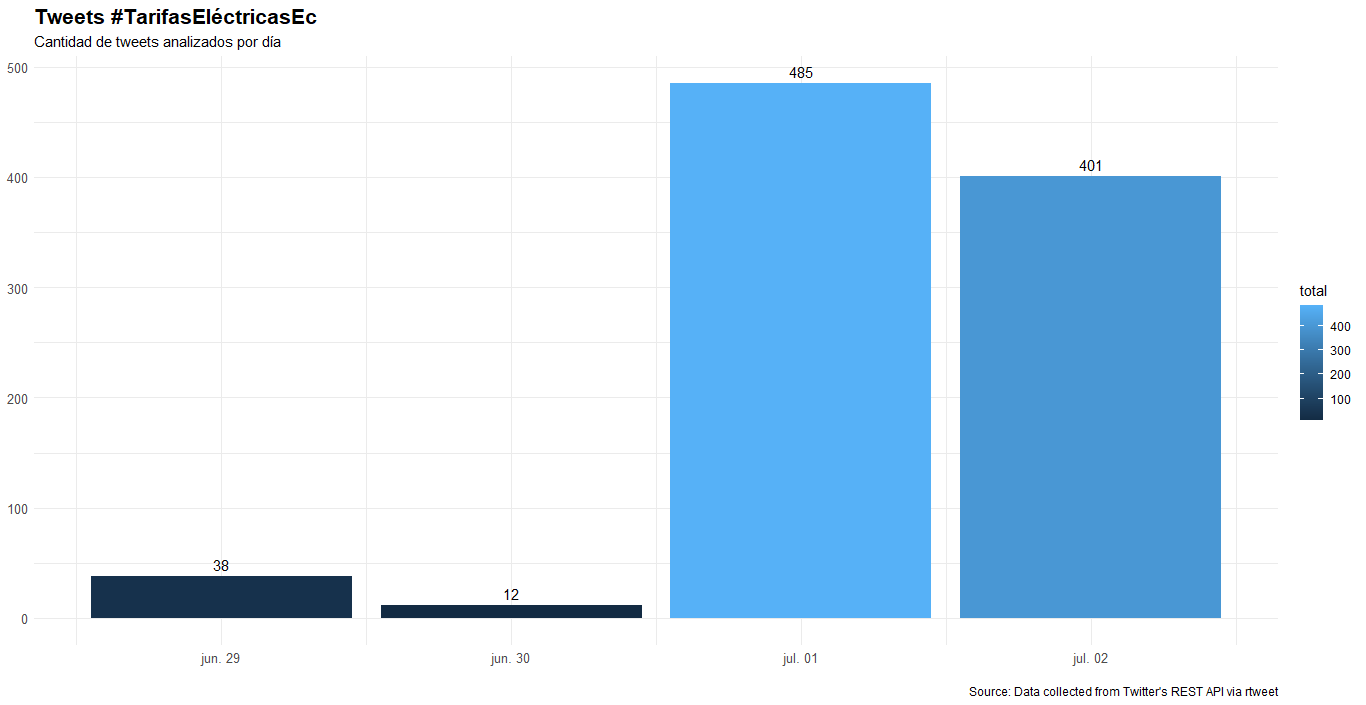 Tweets #TarifasEléctricasEc
Cantidad de tweets analizados por día
500
400
300
200
100
0
38
12
485
401
jun. 29
jun. 30
jul. 01
jul. 02
total
400
300
200
100
Source: Data collected from Twitter's REST API via rtweet